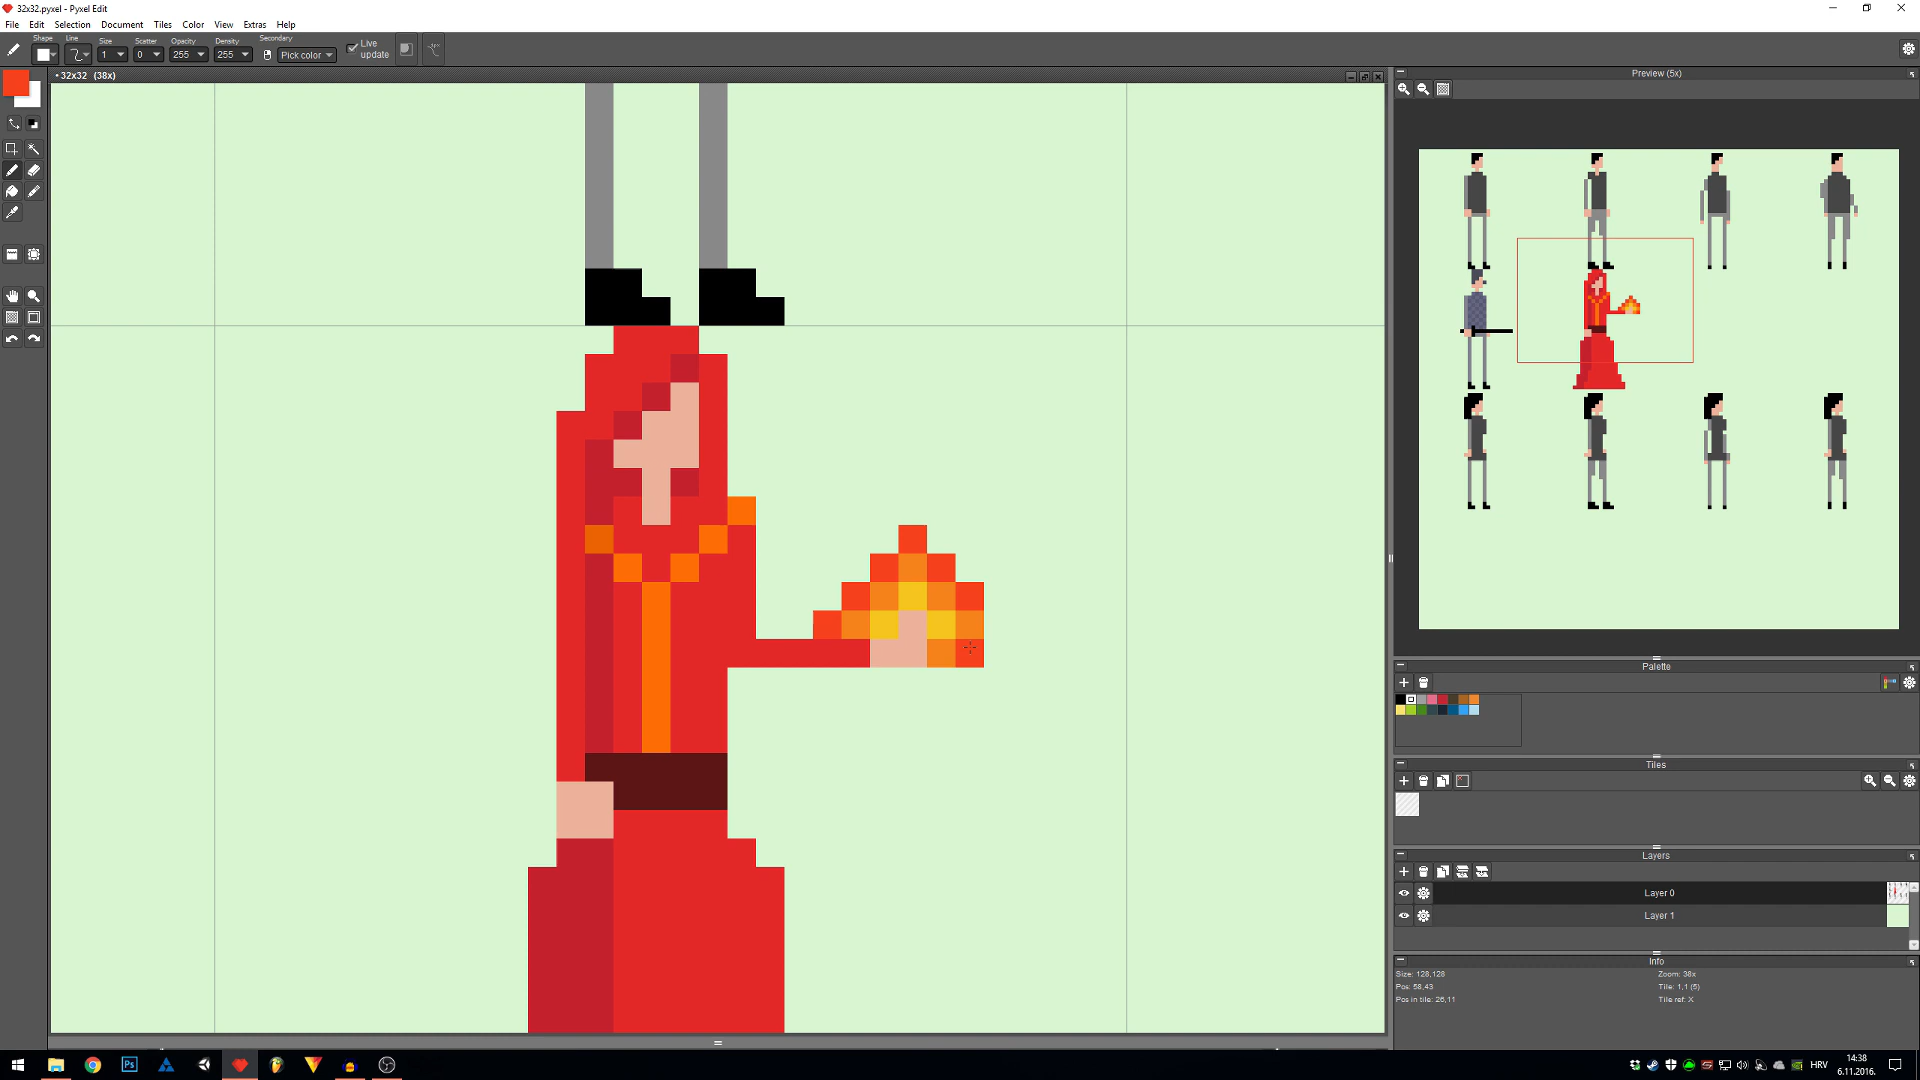 32x32.pyxel - Pyxel Edit
File Edit Selection Document Tiles Color View Extras Help
Shape Line Size Scatter Opacity Density Secondary
1 0 255 255 Pick color Live update
•32x32 (38x)
Preview (5x)
Palette
Tiles
Layers
Layer 0
Layer 1
Info
Size: 128,128 Zoom: 38x
Pos: 58,43 Tile: 1,1 (5)
Pos in tile: 26,11 Tile ref: X
Ps
HRV
14:38
6.11.2016.